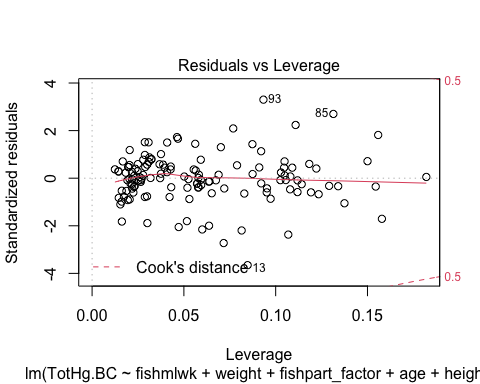 Residuals vs Leverage
Standardized residuals
4
2
0
-2
-4
93
85
13
0.5
0.5
Cook's distance
0.00
0.05
0.10
0.15
Leverage
lm(TotHg.BC ~ fishmlwk + weight + fishpart_factor + age + heigh